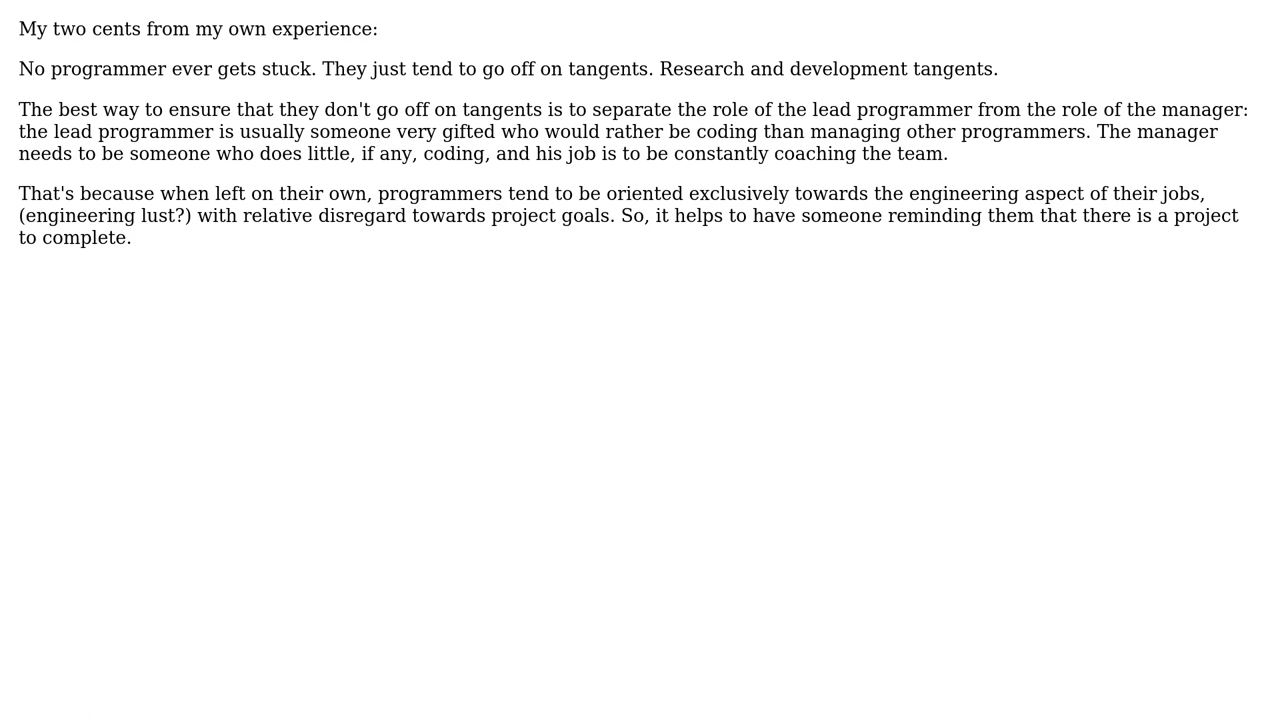 My two cents from my own experience:
No programmer ever gets stuck. They just tend to go off on tangents. Research and development tangents.
The best way to ensure that they don't go off on tangents is to separate the role of the lead programmer from the role of the manager:
the lead programmer is usually someone very gifted who would rather be coding than managing other programmers. The manager
needs to be someone who does little, if any, coding, and his job is to be constantly coaching the team.
That's because when left on their own, programmers tend to be oriented exclusively towards the engineering aspect of their jobs,
(engineering lust?) with relative disregard towards project goals. So, it helps to have someone reminding them that there is a project
to complete.